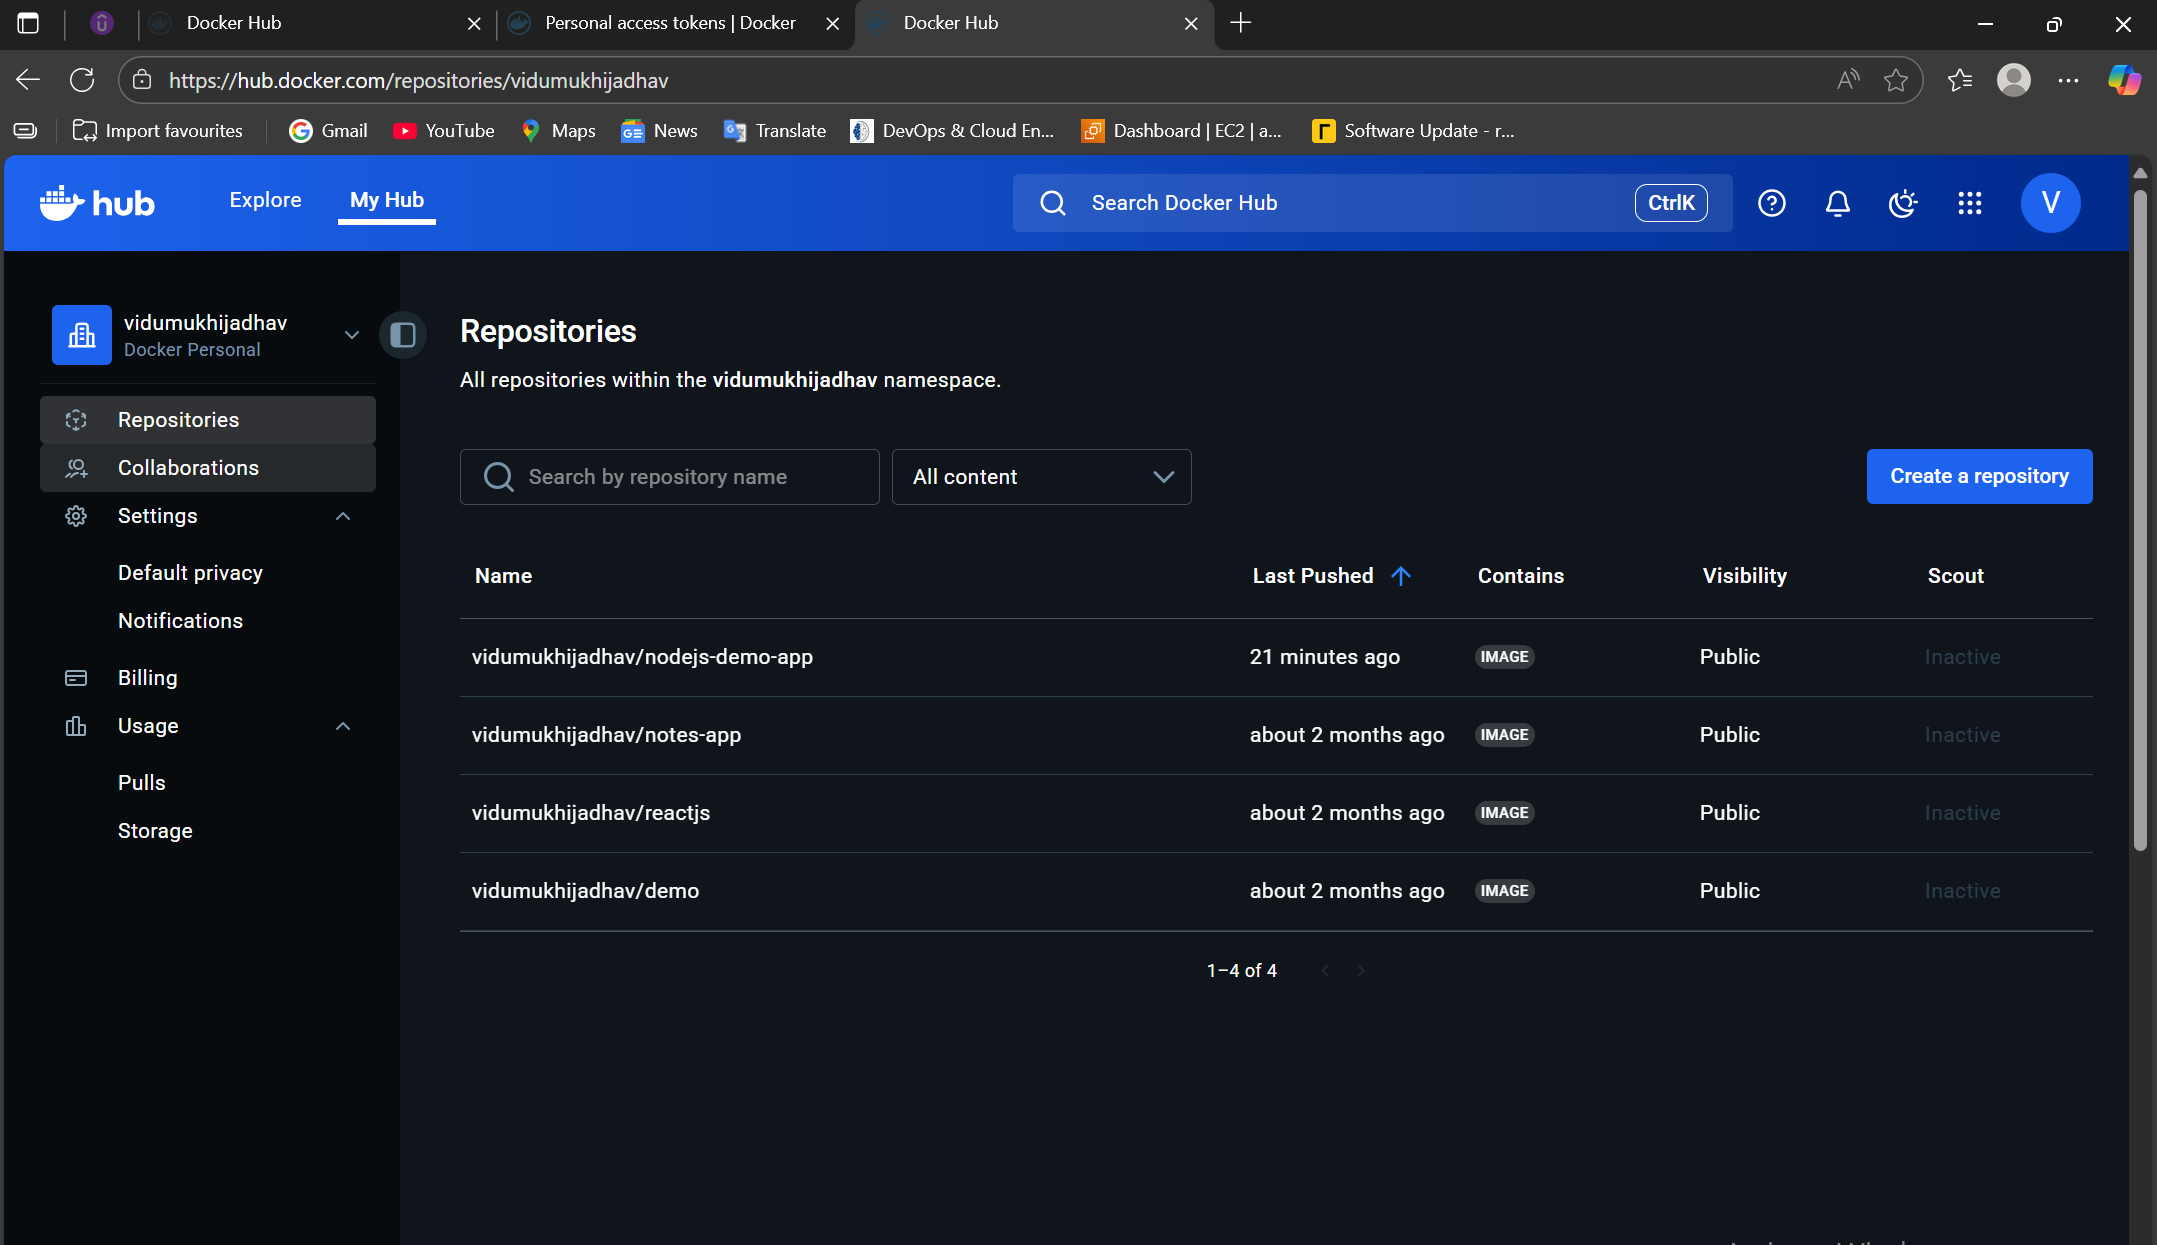 Docker Hub
Personal access tokens | Docker
Docker Hub
https://hub.docker.com/repositories/vidumukhijadhav
Import favourites
Gmail
YouTube
Maps
News
Translate
DevOps & Cloud En...
Dashboard | EC2 | a...
Software Update - r...
hub
Explore
My Hub
Search Docker Hub
CtrlK
V
vidumukhijadhav
Docker Personal
Repositories
Collaborations
Settings
Default privacy
Notifications
Billing
Usage
Pulls
Storage
Repositories
All repositories within the vidumukhijadhav namespace.
Search by repository name
All content
Create a repository
Name Last Pushed Contains Visibility Scout
vidumukhijadhav/nodejs-demo-app 21 minutes ago IMAGE Public Inactive
vidumukhijadhav/notes-app about 2 months ago IMAGE Public Inactive
vidumukhijadhav/reactjs about 2 months ago IMAGE Public Inactive
vidumukhijadhav/demo about 2 months ago IMAGE Public Inactive
1–4 of 4